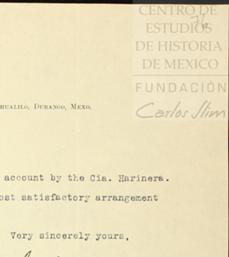 CENTRO DE
ESTUDIOS
DE HISTORIA
DE MEXICO
FUNDACIÓN
Carlos Slim
HUALILO, DURANGO, MEXO.
account by the Cia. Harinera.
ost satisfactory arrangement
Very sincerely yours,